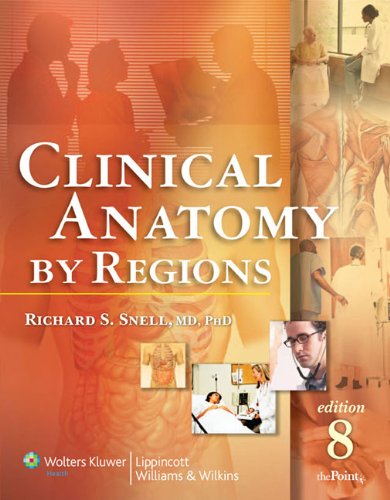 CLINICAL
ANATOMY
BY REGIONS
RICHARD S. SNELL, MD, PHD
edition
8
thePoint
Wolters Kluwer
Health
Lippincott
Williams & Wilkins